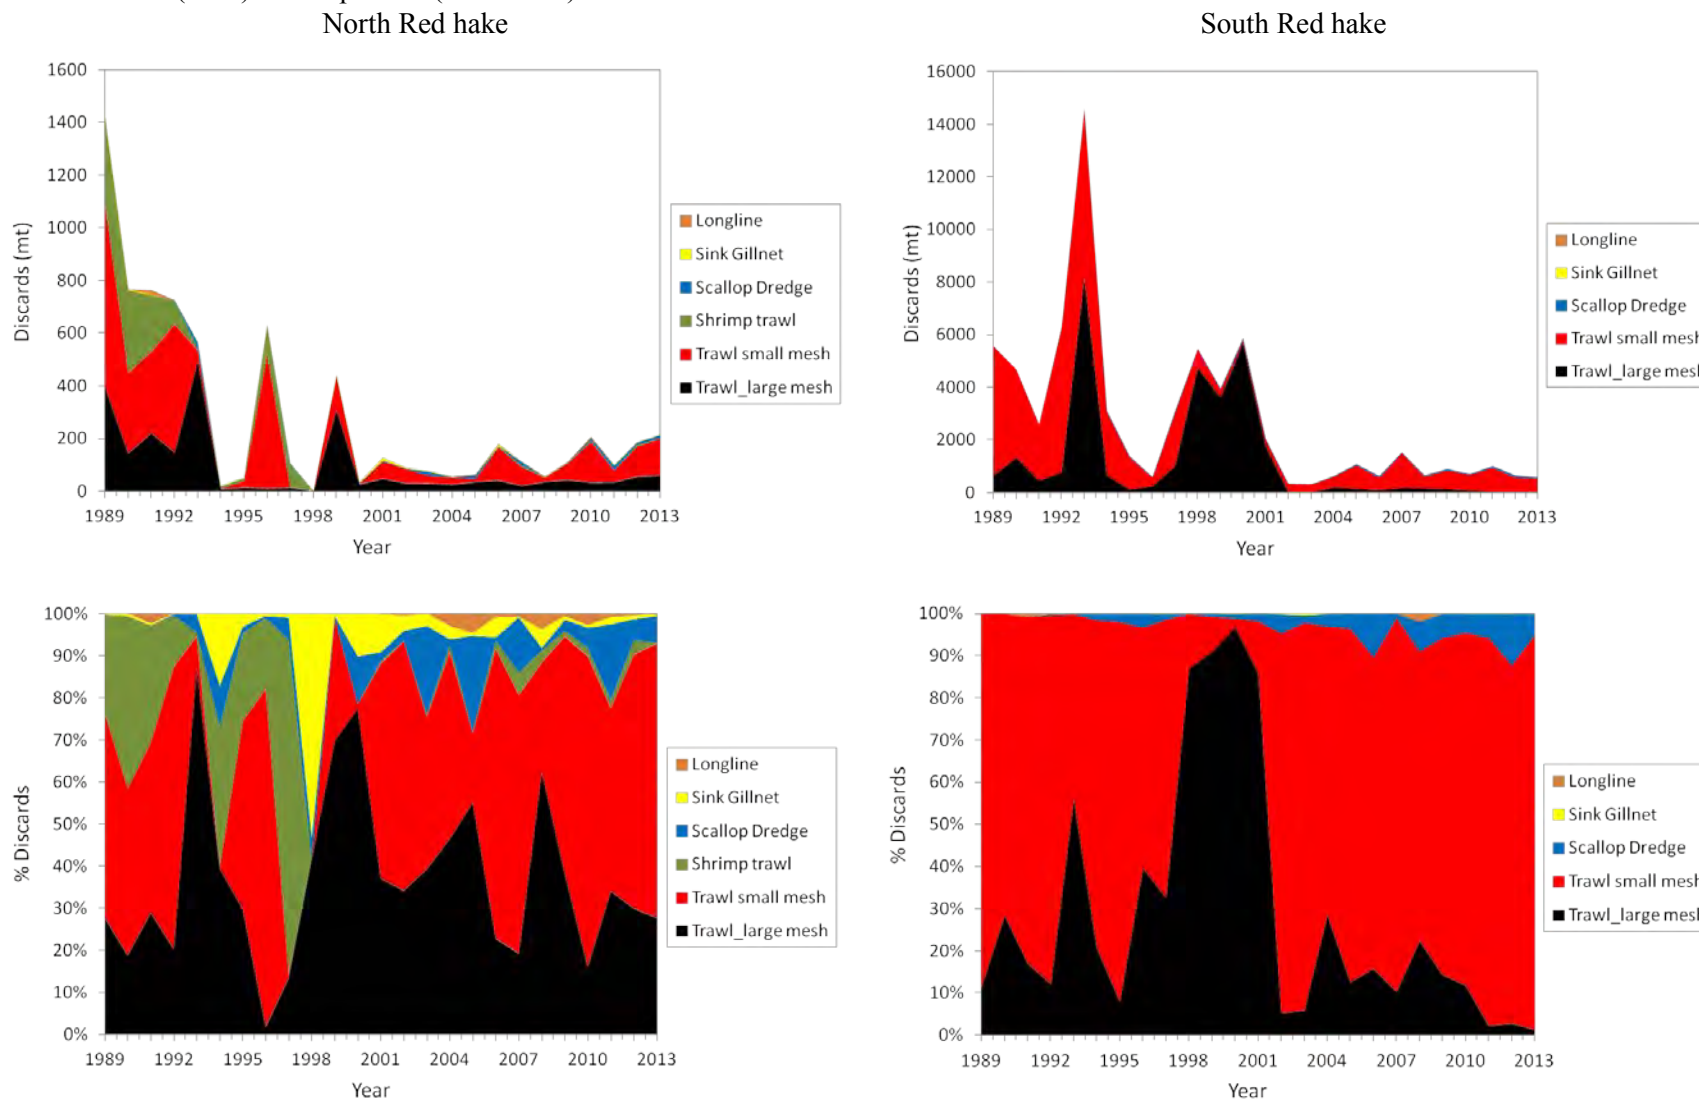 North Red hake
South Red hake
1600
1400
1200
1000
800
600
400
200
0
Discards (mt)
1989 1992 1995 1998 2001 2004 2007 2010 2013
Year
Longline
Sink Gillnet
Scallop Dredge
Shrimp trawl
Trawl small mesh
Trawl_large mesh
16000
14000
12000
10000
8000
6000
4000
2000
0
Discards (mt)
1989 1992 1995 1998 2001 2004 2007 2010 2013
Year
Longline
Sink Gillnet
Scallop Dredge
Trawl small mesh
Trawl_large mesh
100%
90%
80%
70%
60%
50%
40%
30%
20%
10%
0%
% Discards
1989 1992 1995 1998 2001 2004 2007 2010 2013
Year
Longline
Sink Gillnet
Scallop Dredge
Shrimp trawl
Trawl small mesh
Trawl_large mesh
100%
90%
80%
70%
60%
50%
40%
30%
20%
10%
0%
% Discards
1989 1992 1995 1998 2001 2004 2007 2010 2013
Year
Longline
Sink Gillnet
Scallop Dredge
Trawl small mesh
Trawl_large mesh